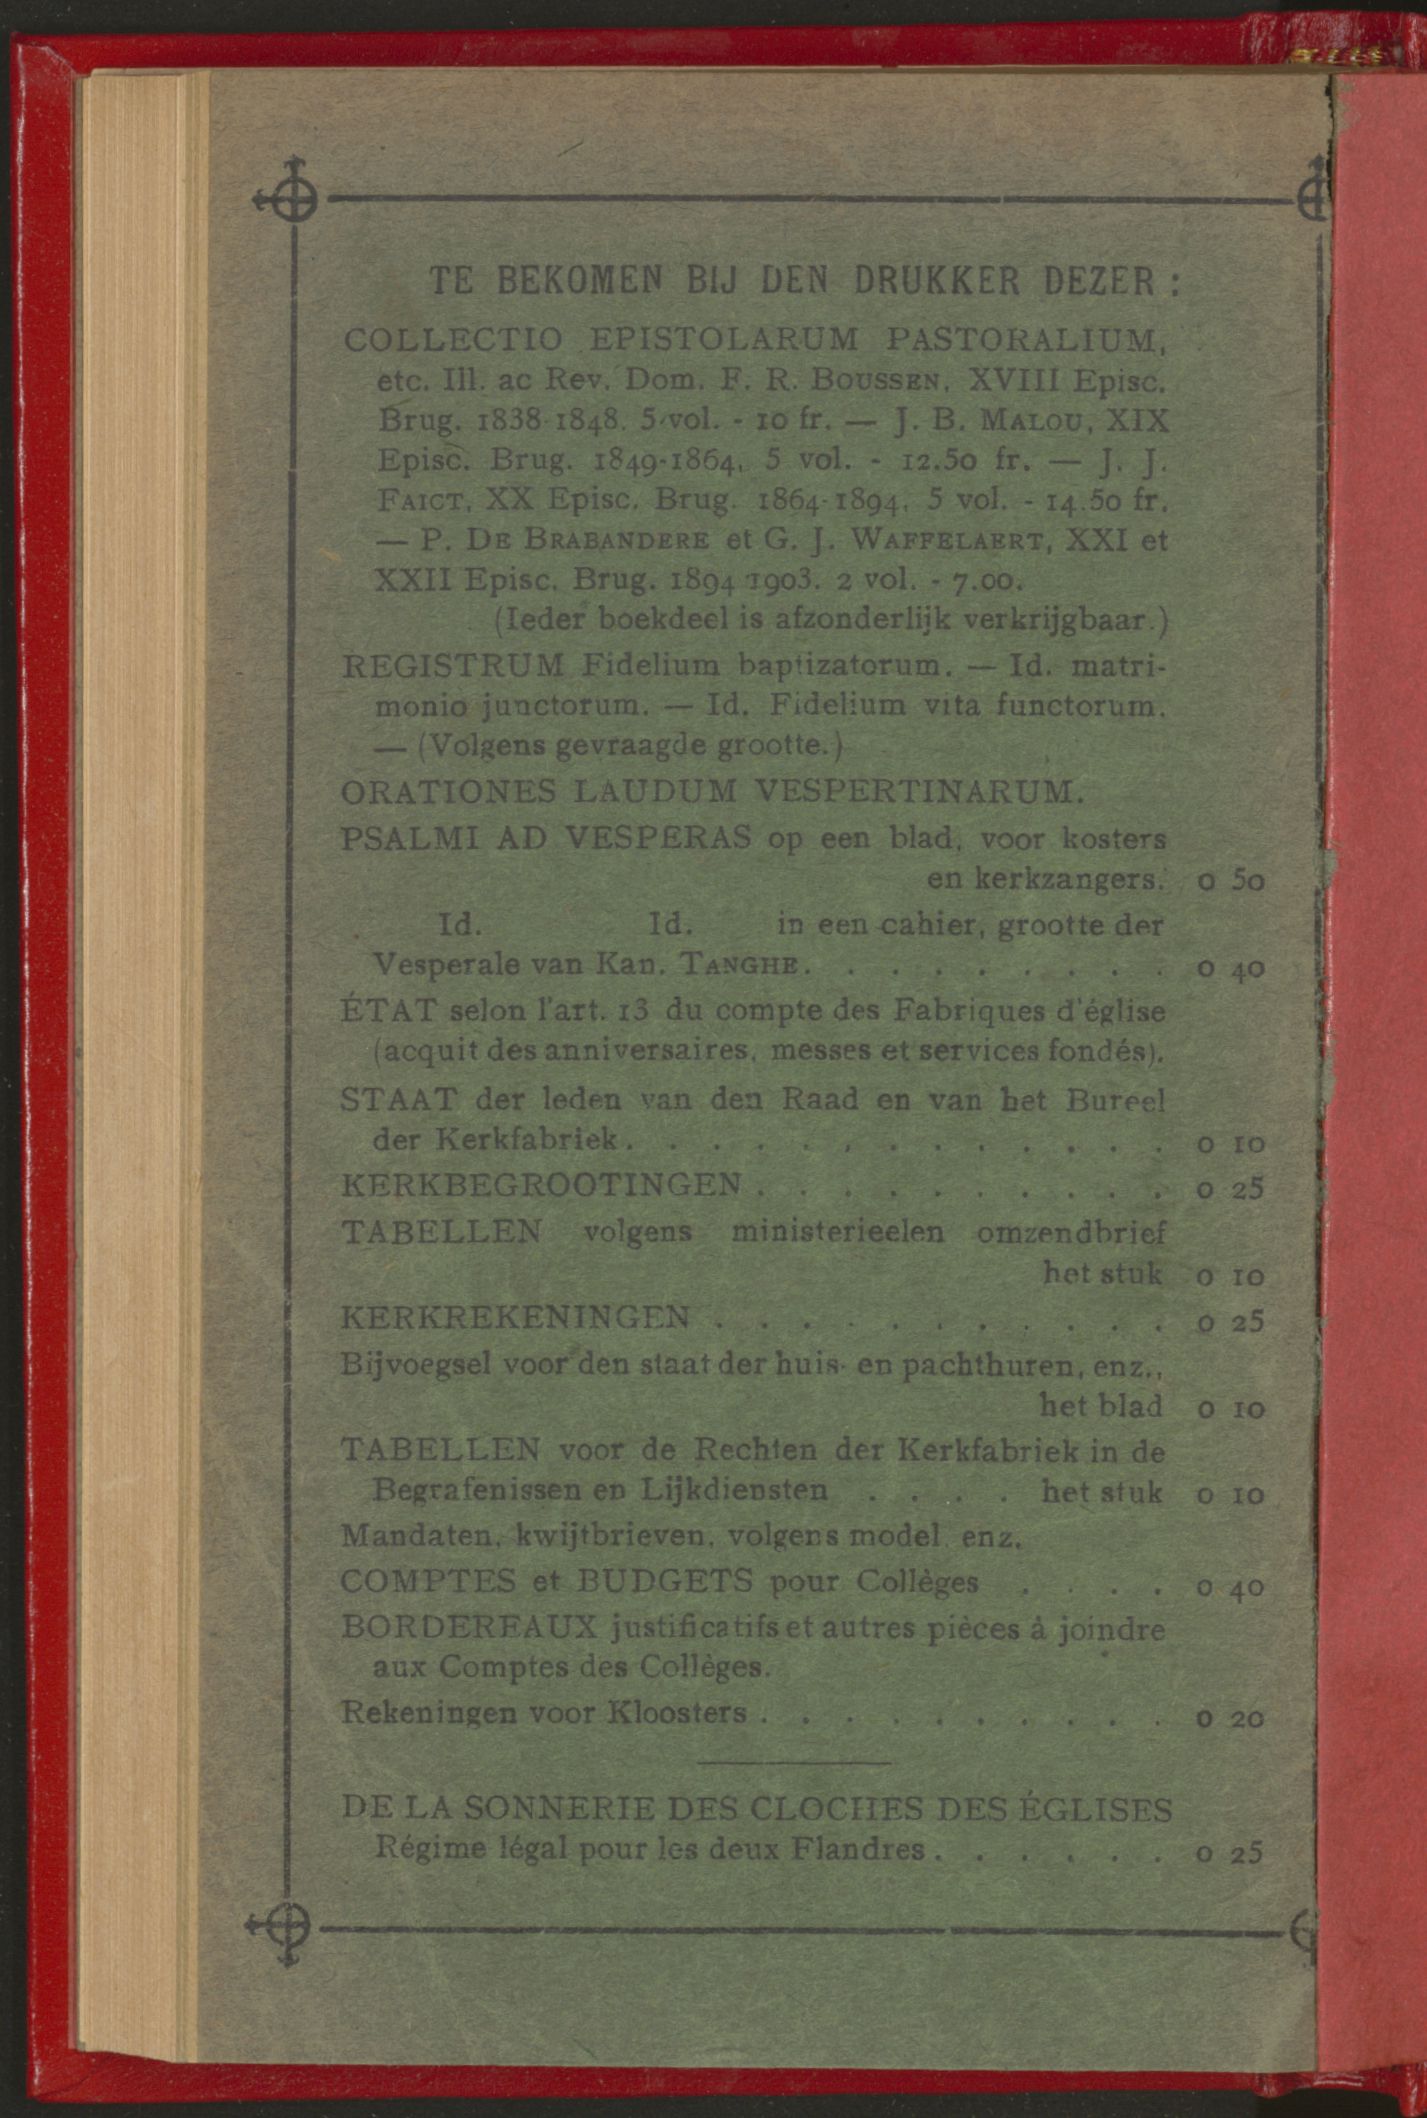 TE BEKOMEN BIJ DEN DRUKKER DEZER :
COLLECTIO EPISTOLARUM PASTORALIUM,
etc. Ill. ac Rev. Dom. F. R. BOUSSEN, XVIII Episc.
Brug. 1838-1848. 5 vol. - 10 fr. — J. B. MALOU, XIX
Episc. Brug. 1849-1864, 5 vol. - 12.50 fr. — J. J.
FAICT, XX Episc. Brug. 1864-1894, 5 vol. - 14.50 fr.
— P. DE BRABANDERE et G. J. WAFFELAERT, XXI et
XXII Episc. Brug. 1894 1903. 2 vol. - 7.00.
(Ieder boekdeel is afzonderlijk verkrijgbaar.)
REGISTRUM Fidelium baptizatorum. — Id. matri-
monio junctorum. — Id. Fidelium vita functorum.
— (Volgens gevraagde grootte.)
ORATIONES LAUDUM VESPERTINARUM.
PSALMI AD VESPERAS op een blad, voor kosters
en kerkzangers. 0 50
Id. Id. in een cahier, grootte der
Vesperale van Kan. TANGHE. . . . . . . . . 0 40
ÉTAT selon l'art. 13 du compte des Fabriques d'église
(acquit des anniversaires, messes et services fondés).
STAAT der leden van den Raad en van het Bureel
der Kerkfabriek. . . . . . . . . . . . . 0 10
KERKBEGROOTINGEN . . . . . . . . . . 0 25
TABELLEN volgens ministerieelen omzendbrief
het stuk 0 10
KERKREKENINGEN . . . . . . . . . . . 0 25
Bijvoegsel voor den staat der huis- en pachthuren, enz.,
het blad 0 10
TABELLEN voor de Rechten der Kerkfabriek in de
Begrafenissen en Lijkdiensten . . . . het stuk 0 10
Mandaten, kwijtbrieven, volgens model, enz.
COMPTES et BUDGETS pour Collèges . . . . 0 40
BORDEREAUX justificatifs et autres pièces à joindre
aux Comptes des Collèges.
Rekeningen voor Kloosters . . . . . . . . . . 0 20
DE LA SONNERIE DES CLOCHES DES ÉGLISES
Régime légal pour les deux Flandres . . . . . . 0 25